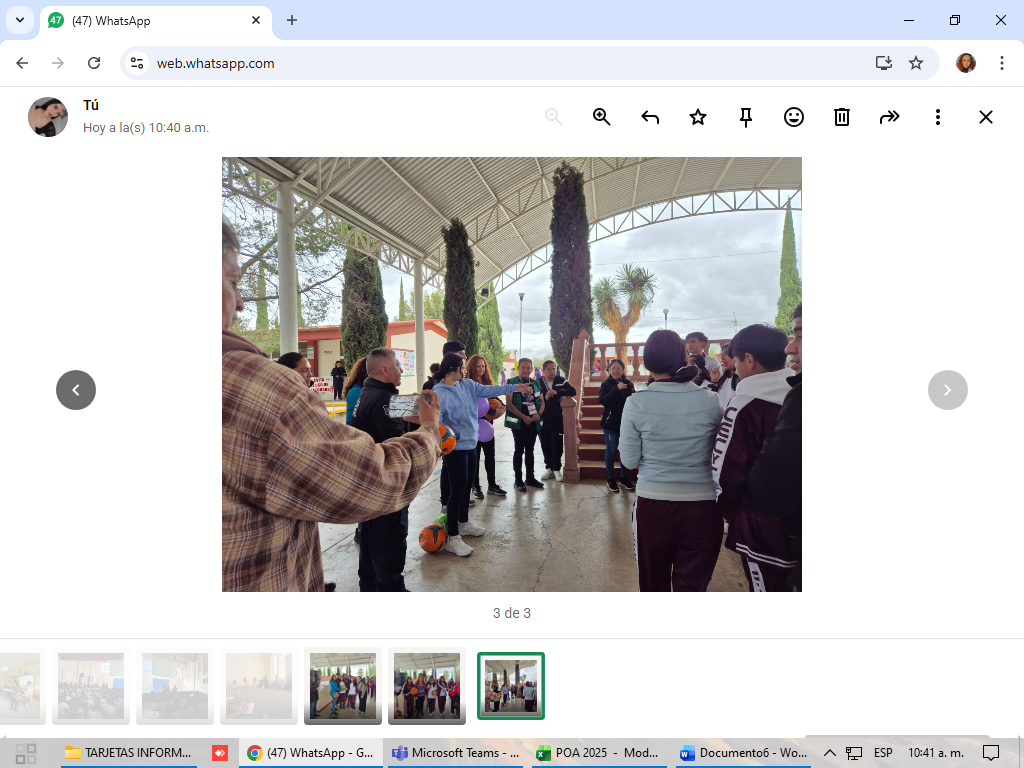 47
(47) WhatsApp
web.whatsapp.com
Tú
Hoy a la(s) 10:40 a.m.
3 de 3
TARJETAS INFORM...
(47) WhatsApp - G...
Microsoft Teams - ...
POA 2025 - Mod...
Documento6 - Wo...
ESP
10:41 a. m.